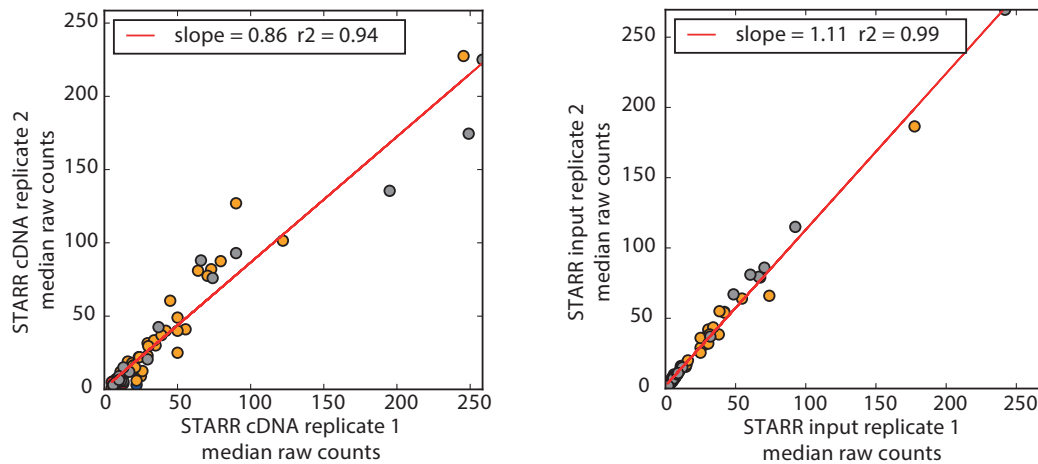 250
200
150
100
50
0
STARR cDNA replicate 2
median raw counts
slope = 0.86 r2 = 0.94
0 50 100 150 200 250
STARR cDNA replicate 1
median raw counts
250
200
150
100
50
0
STARR input replicate 2
median raw counts
slope = 1.11 r2 = 0.99
0 50 100 150 200 250
STARR input replicate 1
median raw counts